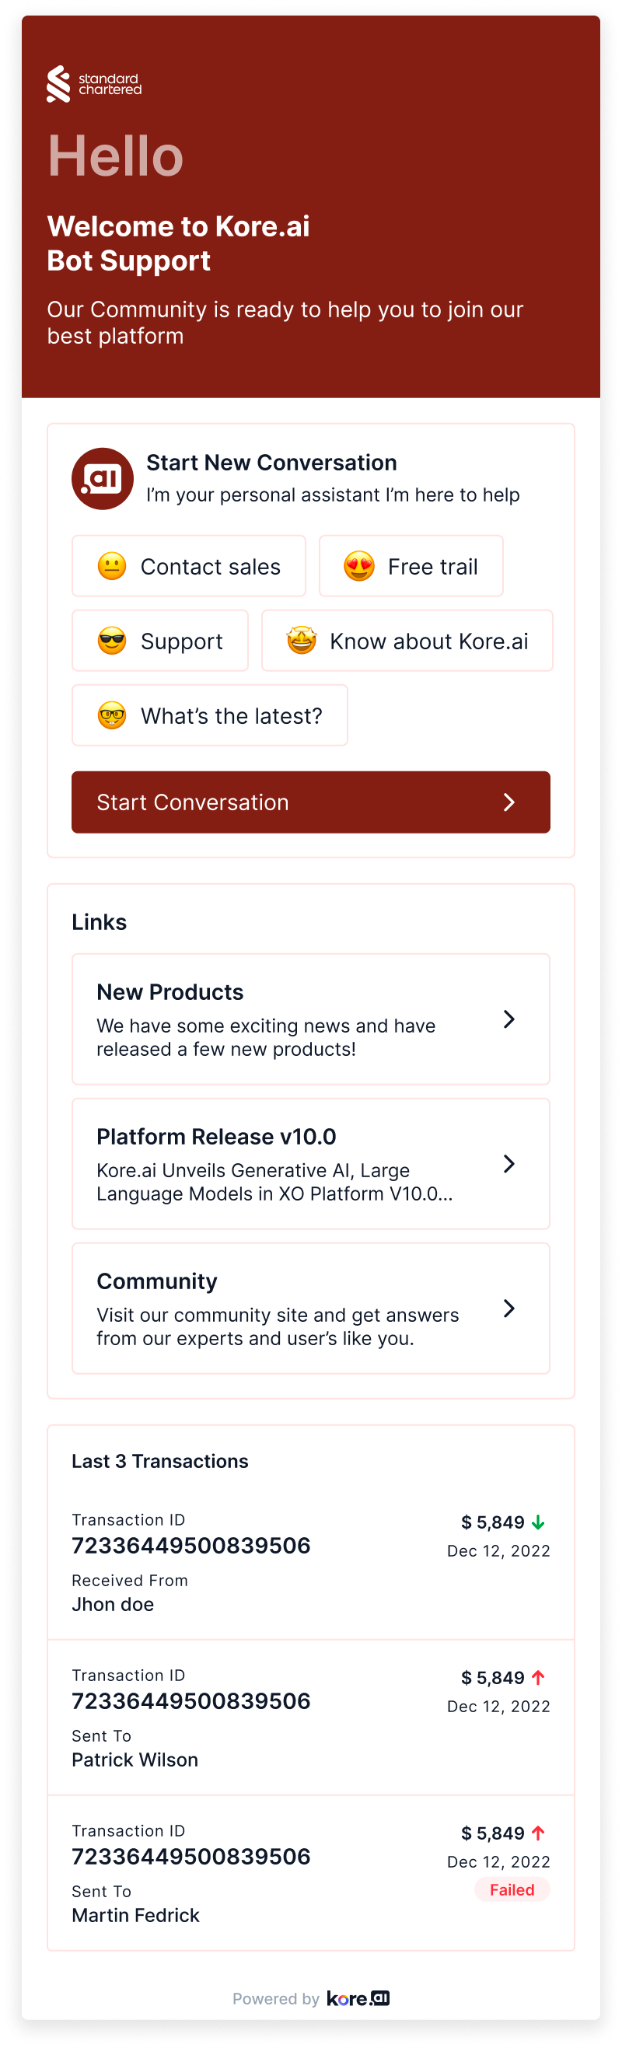 standard
chartered
Hello
Welcome to Kore.ai
Bot Support
Our Community is ready to help you to join our
best platform
.ai
Start New Conversation
I'm your personal assistant I'm here to help
Contact sales
Free trail
Support
Know about Kore.ai
What's the latest?
Start Conversation
Links
New Products
We have some exciting news and have
released a few new products!
Platform Release v10.0
Kore.ai Unveils Generative AI, Large
Language Models in XO Platform V10.0...
Community
Visit our community site and get answers
from our experts and user's like you.
Last 3 Transactions
Transaction ID
$ 5,849
72336449500839506
Dec 12, 2022
Received From
Jhon doe
Transaction ID
$ 5,849
72336449500839506
Dec 12, 2022
Sent To
Patrick Wilson
Transaction ID
$ 5,849
72336449500839506
Dec 12, 2022
Sent To
Failed
Martin Fedrick
Powered by kore.ai